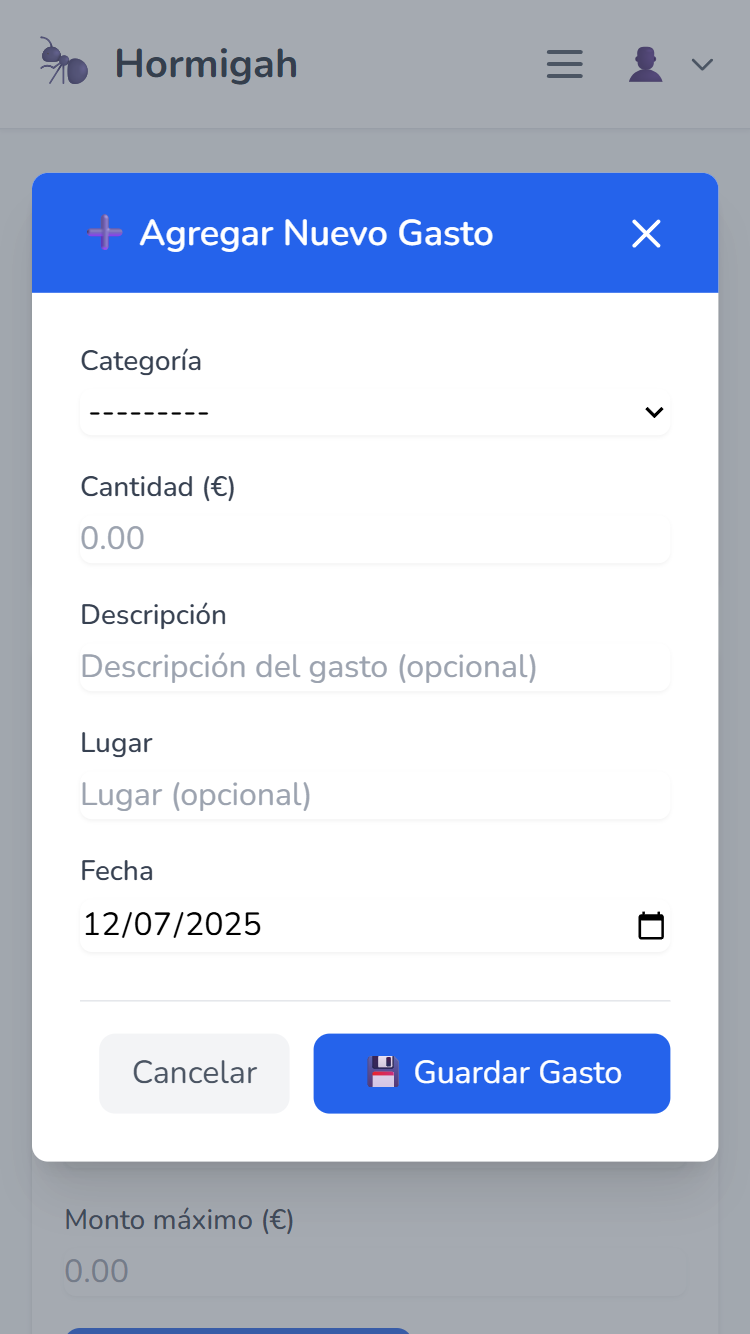 Hormigah
Agregar Nuevo Gasto
Categoría
---------
Cantidad (€)
0.00
Descripción
Descripción del gasto (opcional)
Lugar
Lugar (opcional)
Fecha
12/07/2025
Cancelar
Guardar Gasto
Monto máximo (€)
0.00